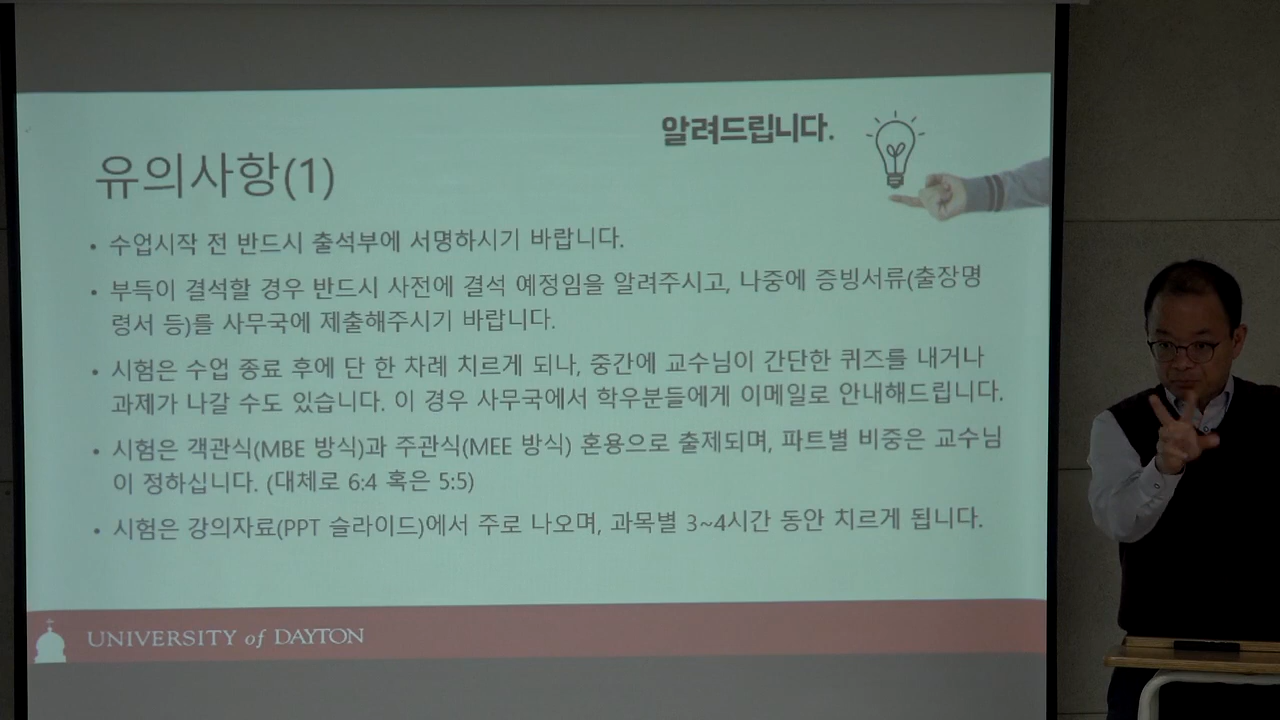 알려드립니다.
유의사항(1)
• 수업시작 전 반드시 출석부에 서명하시기 바랍니다.
• 부득이 결석할 경우 반드시 사전에 결석 예정임을 알려주시고, 나중에 증빙서류(출장명
령서 등)를 사무국에 제출해주시기 바랍니다.
• 시험은 수업 종료 후에 단 한 차례 치르게 되나, 중간에 교수님이 간단한 퀴즈를 내거나
과제가 나갈 수도 있습니다. 이 경우 사무국에서 학우분들에게 이메일로 안내해드립니다.
• 시험은 객관식(MBE 방식)과 주관식(MEE 방식) 혼용으로 출제되며, 파트별 비중은 교수님
이 정하십니다. (대체로 6:4 혹은 5:5)
• 시험은 강의자료(PPT 슬라이드)에서 주로 나오며, 과목별 3~4시간 동안 치르게 됩니다.
UNIVERSITY of DAYTON